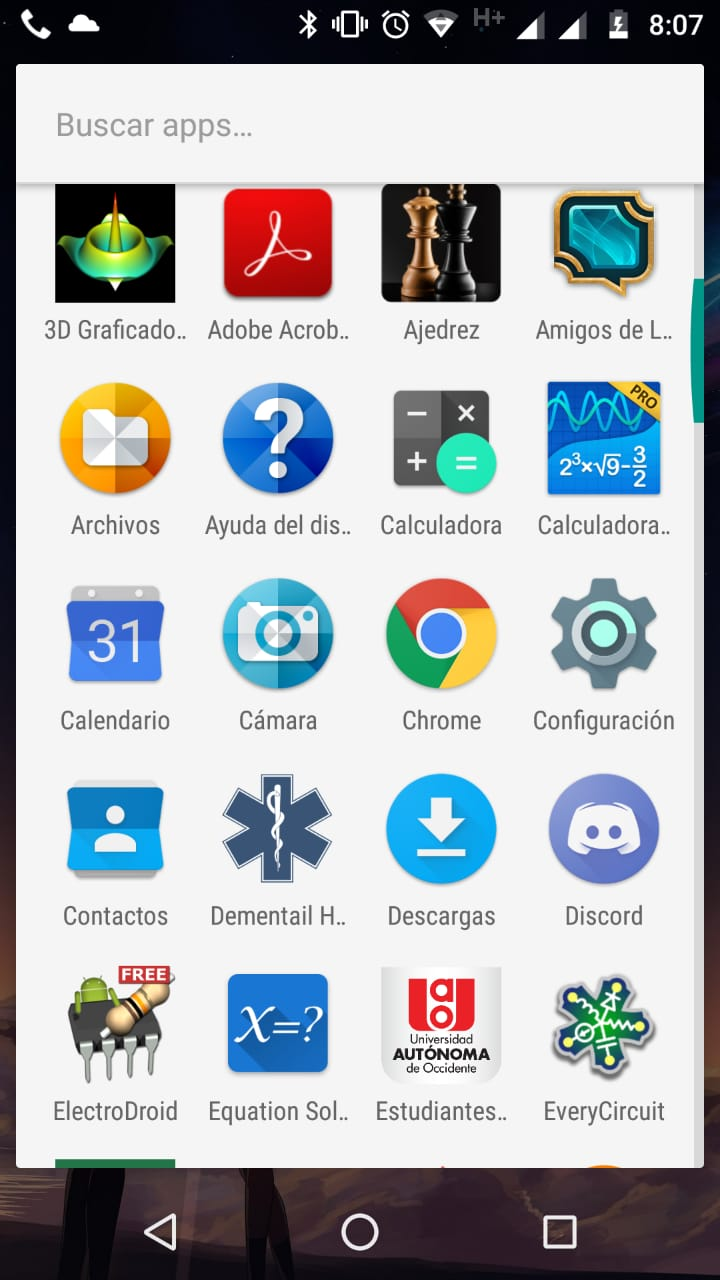 H+
8:07
Buscar apps...
3D Graficado..
Adobe Acrob..
Ajedrez
Amigos de L..
PRO
2³×√9-3/2
Archivos
Ayuda del dis..
Calculadora
Calculadora..
31
Calendario
Cámara
Chrome
Configuración
Contactos
Dementail H..
Descargas
Discord
FREE
X=?
Universidad
AUTÓNOMA
de Occidente
ElectroDroid
Equation Sol..
Estudiantes..
EveryCircuit